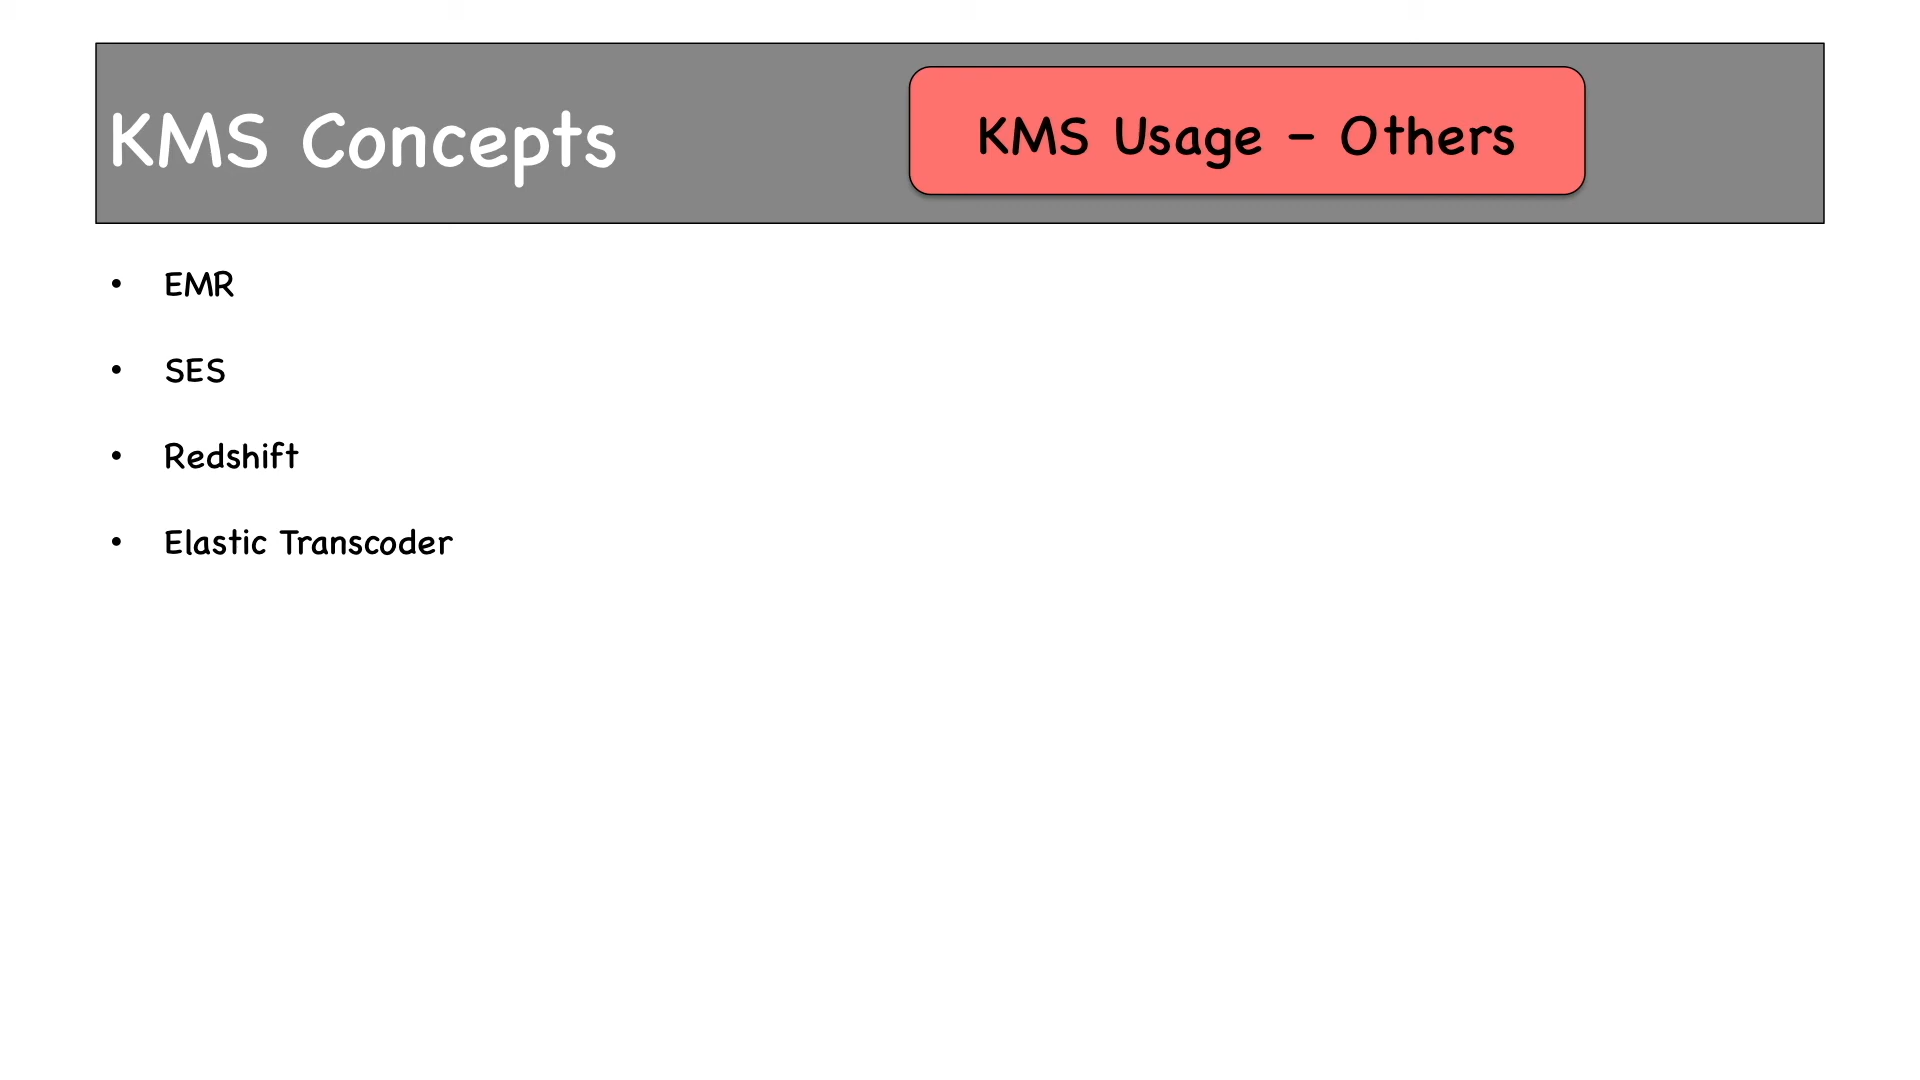 KMS Concepts
KMS Usage – Others
• EMR
• SES
• Redshift
• Elastic Transcoder